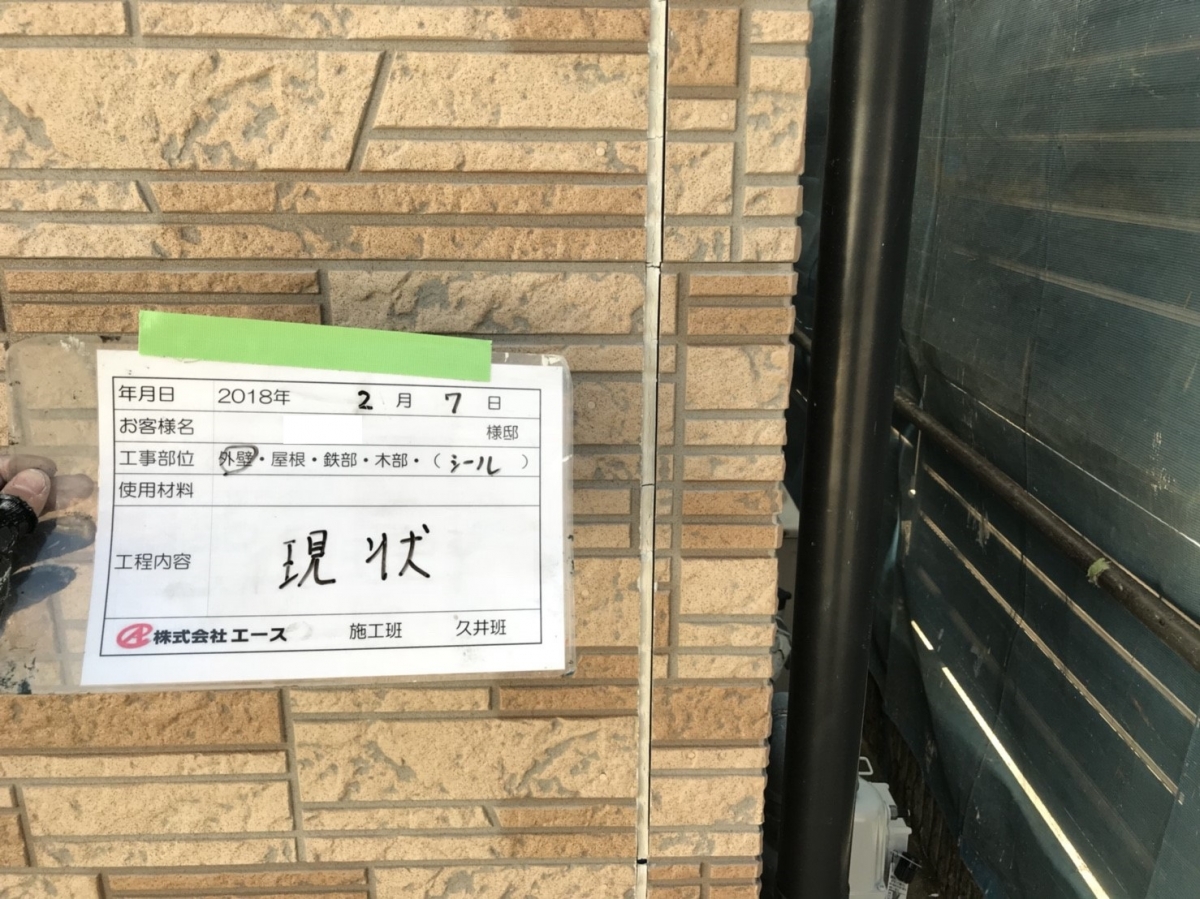 年月日 2018年 2 月 7 日
お客様名 様邸
工事部位 外壁・屋根・鉄部・木部・（ シール ）
使用材料
工程内容 現状
株式会社エース 施工班 久井班